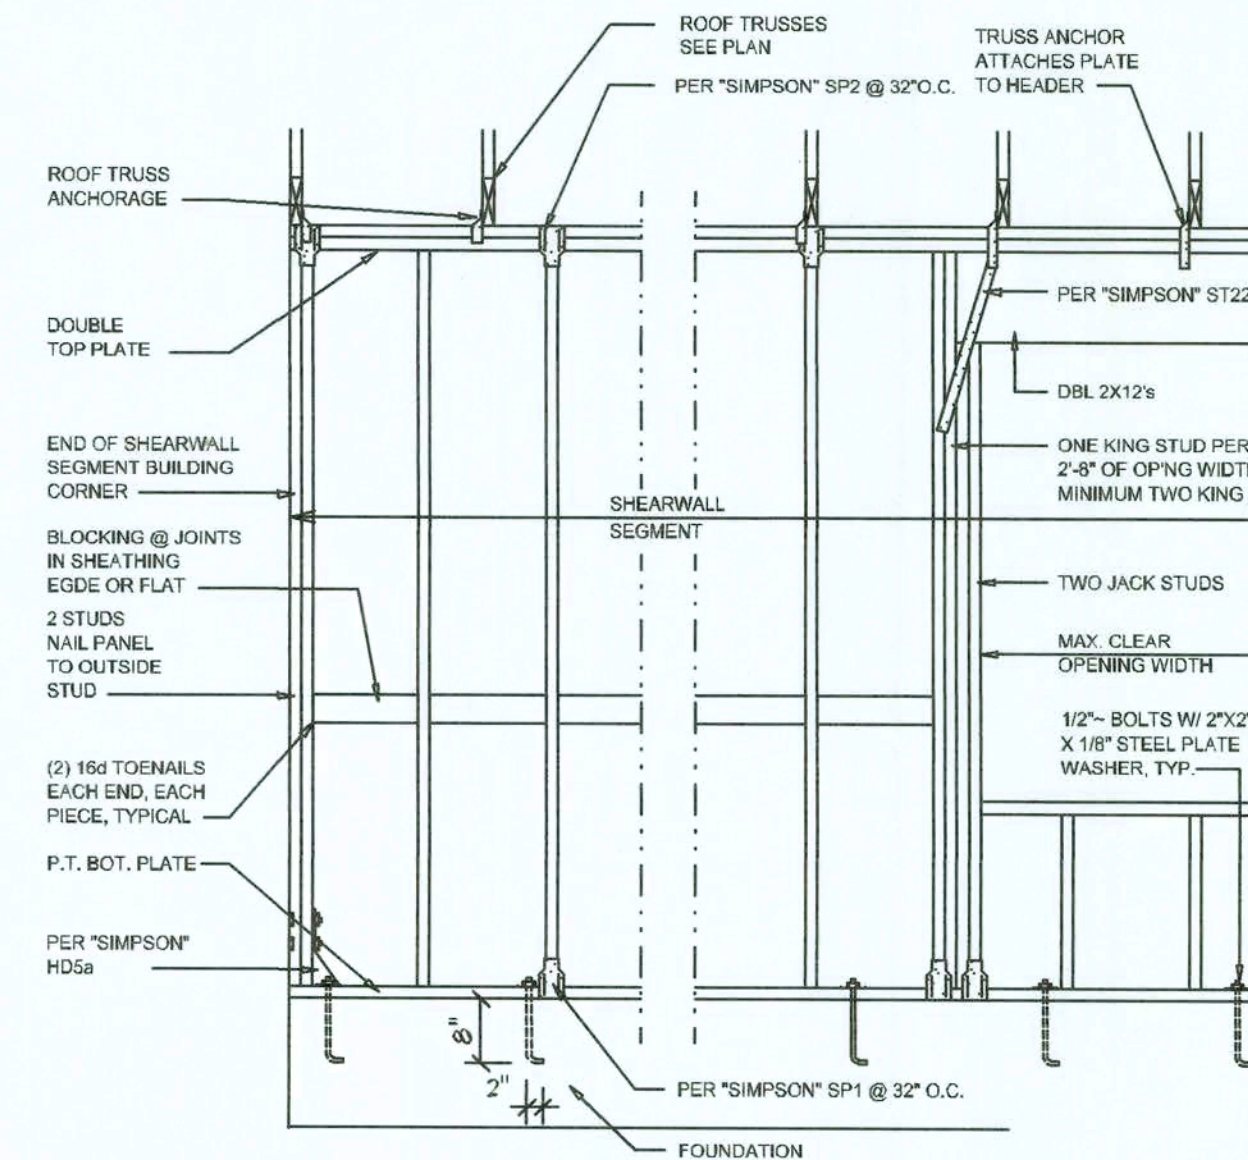 ROOF TRUSSES
SEE PLAN
TRUSS ANCHOR
ATTACHES PLATE
TO HEADER
PER "SIMPSON" SP2 @ 32"O.C.
ROOF TRUSS
ANCHORAGE
PER "SIMPSON" ST22
DOUBLE
TOP PLATE
DBL 2X12's
END OF SHEARWALL
SEGMENT BUILDING
CORNER
ONE KING STUD PER
2'-8" OF OP'NG WIDTH
MINIMUM TWO KING
SHEARWALL
SEGMENT
BLOCKING @ JOINTS
IN SHEATHING
EGDE OR FLAT
TWO JACK STUDS
2 STUDS
NAIL PANEL
TO OUTSIDE
STUD
MAX. CLEAR
OPENING WIDTH
1/2"~ BOLTS W/ 2"X2"
X 1/8" STEEL PLATE
WASHER, TYP.
(2) 16d TOENAILS
EACH END, EACH
PIECE, TYPICAL
P.T. BOT. PLATE
PER "SIMPSON"
HD5a
8"
2"
PER "SIMPSON" SP1 @ 32" O.C.
FOUNDATION